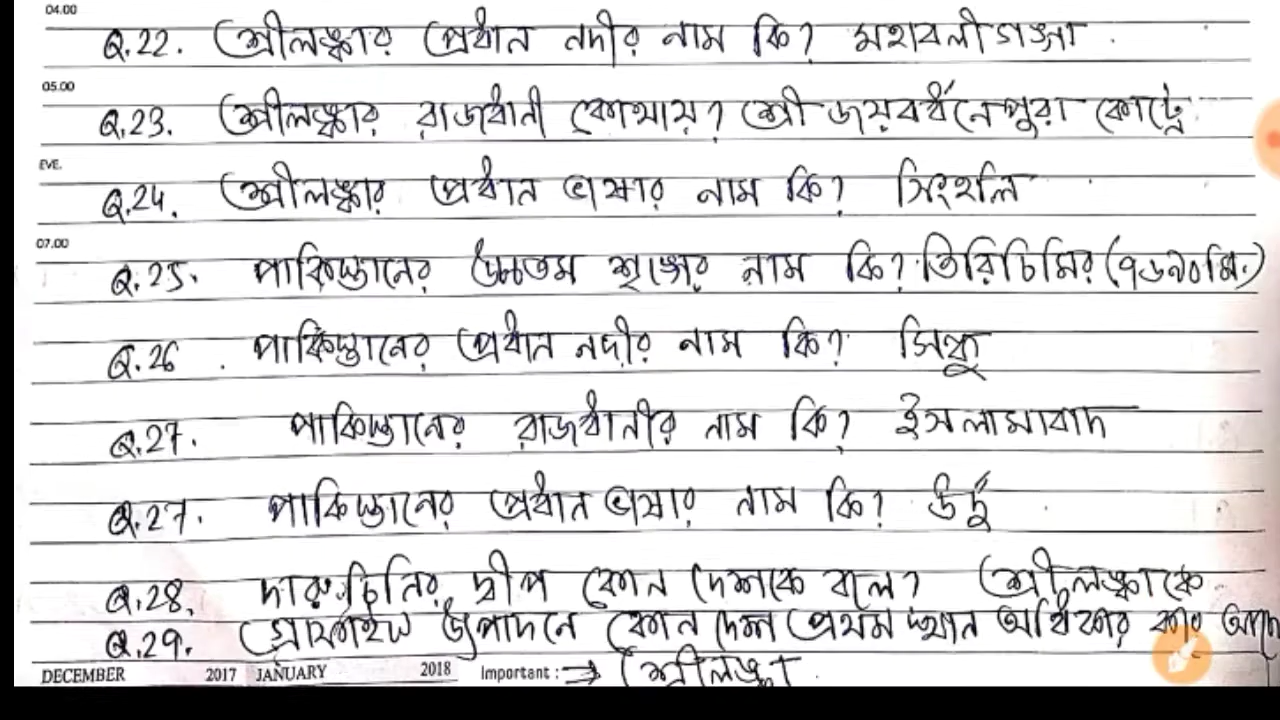 04.00
Q.22. শ্রীলঙ্কার প্রধান নদীর নাম কি? মহাবলীগঙ্গা.
05.00
Q.23. শ্রীলঙ্কার রাজধানী কোথায়? শ্রী জয়বর্ধনেপুরা কোট্টে
EVE.
Q.24. শ্রীলঙ্কার প্রধান ভাষার নাম কি? সিংহলি
07.00
Q.25. পাকিস্তানের উচ্চতম শৃঙ্গের নাম কি? তিরিচিমির (৭৬৯০মি.)
Q.26. পাকিস্তানের প্রধান নদীর নাম কি? সিন্ধু
Q.27. পাকিস্তানের রাজধানীর নাম কি? ইসলামাবাদ
Q.27. পাকিস্তানের প্রধান ভাষার নাম কি? উর্দু
Q.28. দারুচিনির দ্বীপ কোন দেশকে বলে? শ্রীলঙ্কাকে
Q.29. গ্রাফাইট উৎপাদনে কোন দেশ প্রথম স্থান অধিকার করে
DECEMBER 2017 JANUARY 2018 Important : → শ্রীলঙ্কা.